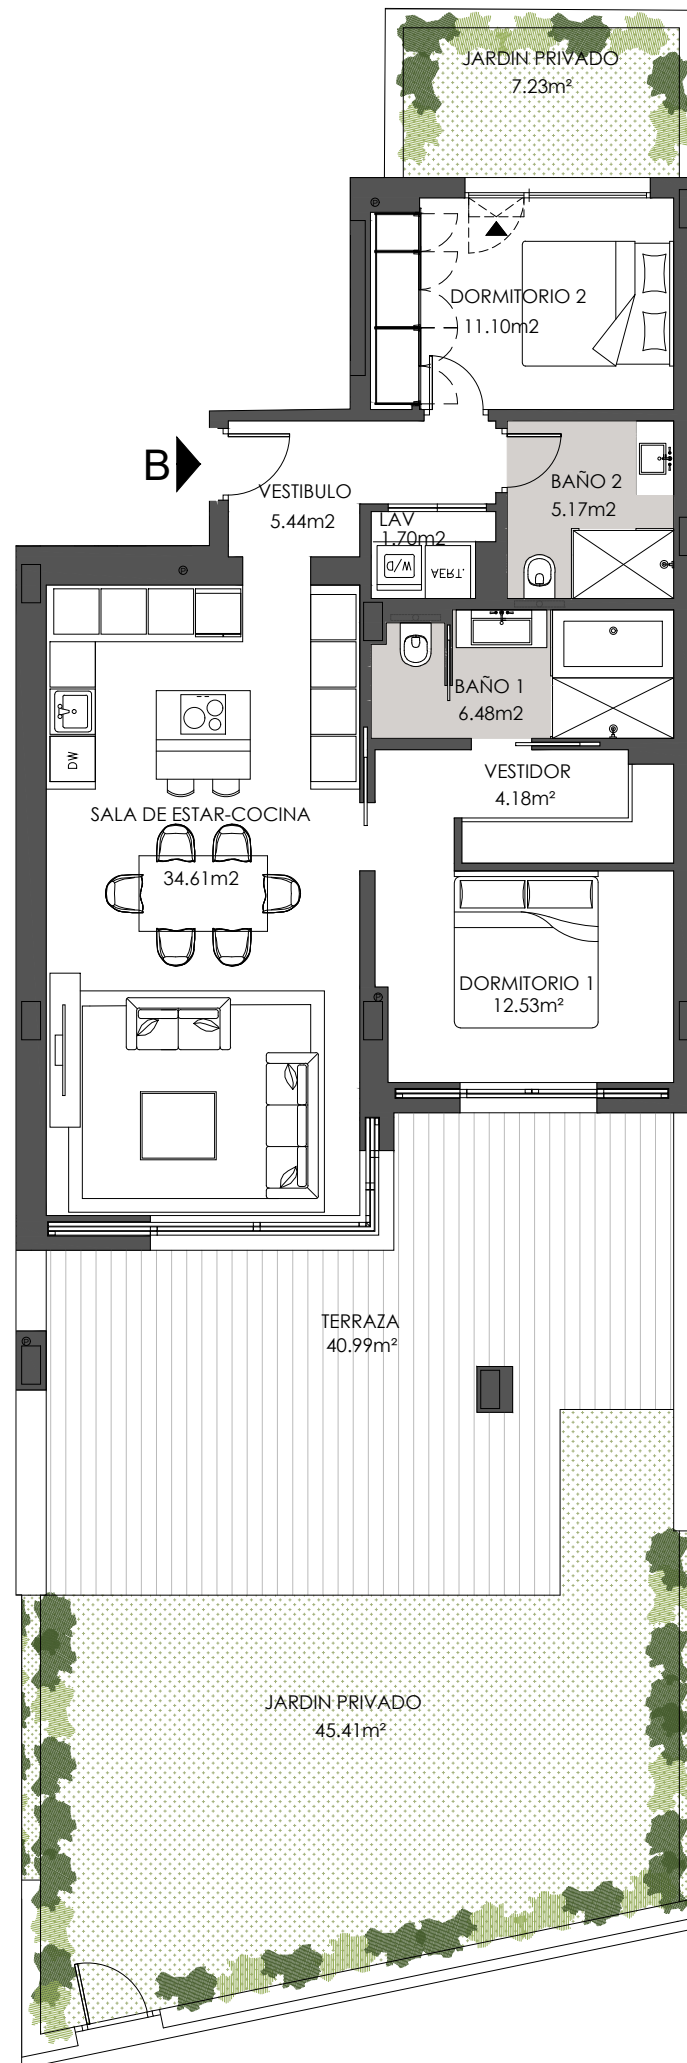 JARDIN PRIVADO
7.23m²
DORMITORIO 2
11.10m2
B
VESTIBULO
5.44m2
BAÑO 2
5.17m2
LAV
1.70m2
W/D
AERT.
BAÑO 1
6.48m2
DW
VESTIDOR
4.18m²
SALA DE ESTAR-COCINA
34.61m2
DORMITORIO 1
12.53m²
TERRAZA
40.99m²
JARDIN PRIVADO
45.41m²